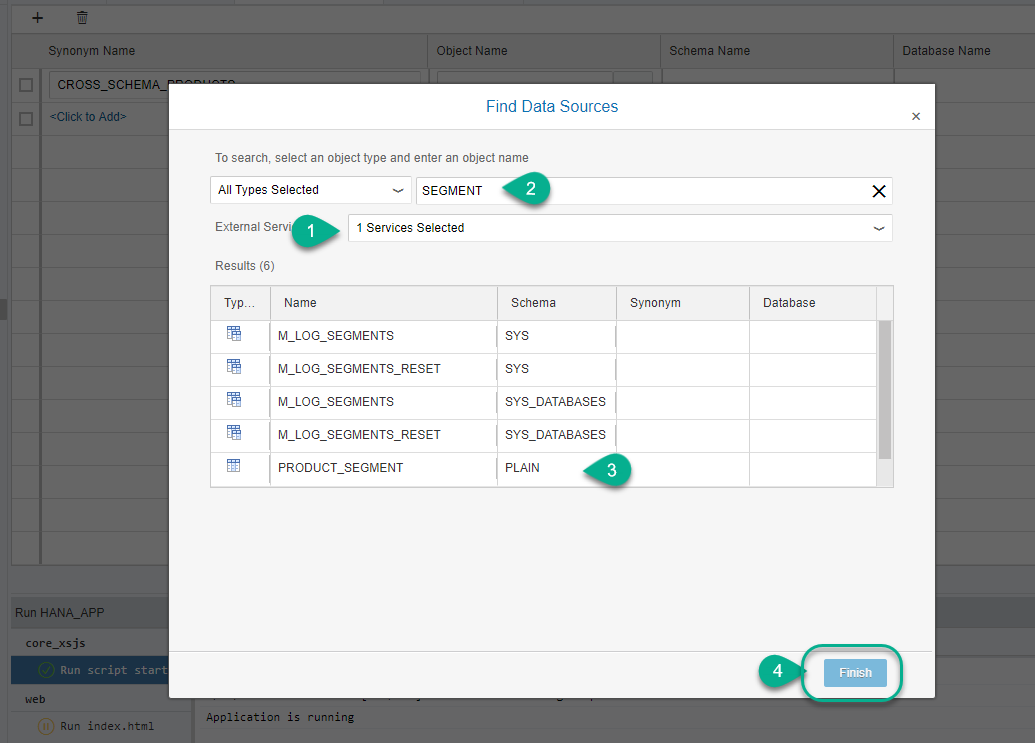 +
Synonym Name Object Name Schema Name Database Name
CROSS_SCHEMA_PRODUCTS
<Click to Add>
Find Data Sources
×
To search, select an object type and enter an object name
All Types Selected SEGMENT 2
External Servi 1 1 Services Selected
Results (6)
Typ... Name Schema Synonym Database
M_LOG_SEGMENTS SYS
M_LOG_SEGMENTS_RESET SYS
M_LOG_SEGMENTS SYS_DATABASES
M_LOG_SEGMENTS_RESET SYS_DATABASES
PRODUCT_SEGMENT PLAIN 3
Run HANA_APP
core_xsjs
Run script start
4 Finish
web
Run index.html
Application is running